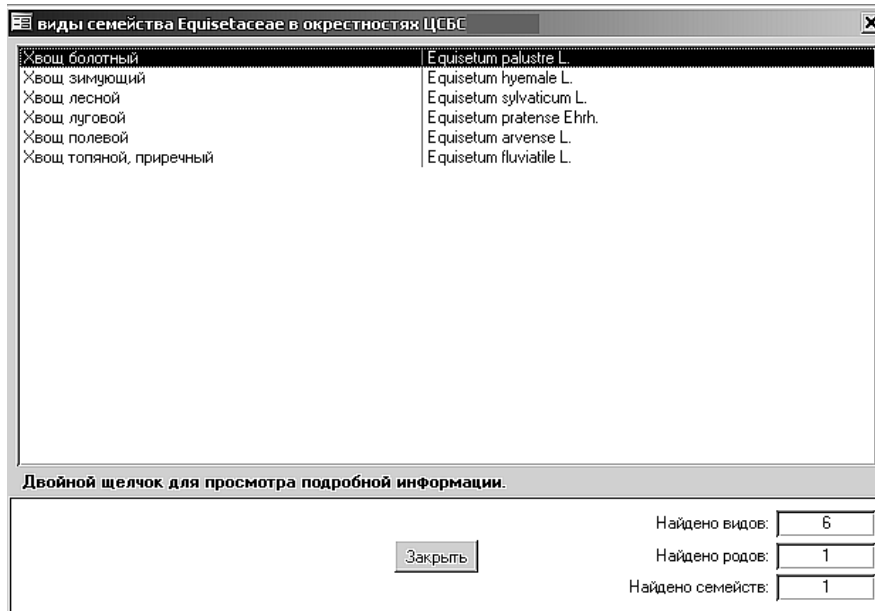 виды семейства Equisetaceae в окрестностях ЦСБС
Хвощ болотный Equisetum palustre L.
Хвощ зимующий Equisetum hyemale L.
Хвощ лесной Equisetum sylvaticum L.
Хвощ луговой Equisetum pratense Ehrh.
Хвощ полевой Equisetum arvense L.
Хвощ топяной, приречный Equisetum fluviatile L.
Двойной щелчок для просмотра подробной информации.
Найдено видов: 6
Закрыть Найдено родов: 1
Найдено семейств: 1